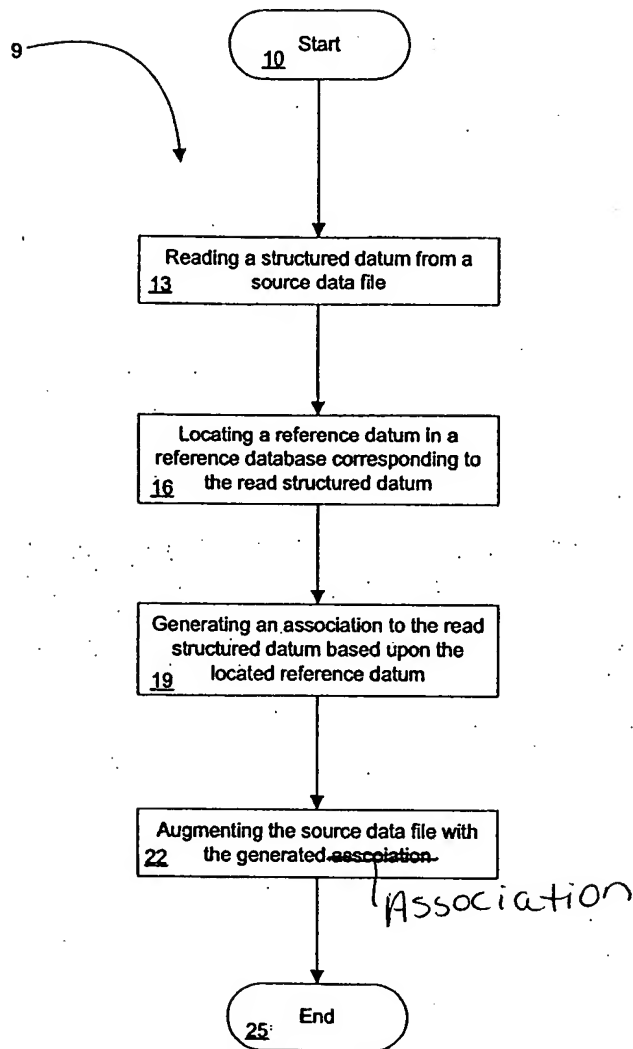 9
Start
10
Reading a structured datum from a
13 source data file
Locating a reference datum in a
reference database corresponding to
16 the read structured datum
Generating an association to the read
structured datum based upon the
19 located reference datum
Augmenting the source data file with
22 the generated asscoiation
Association
End
25